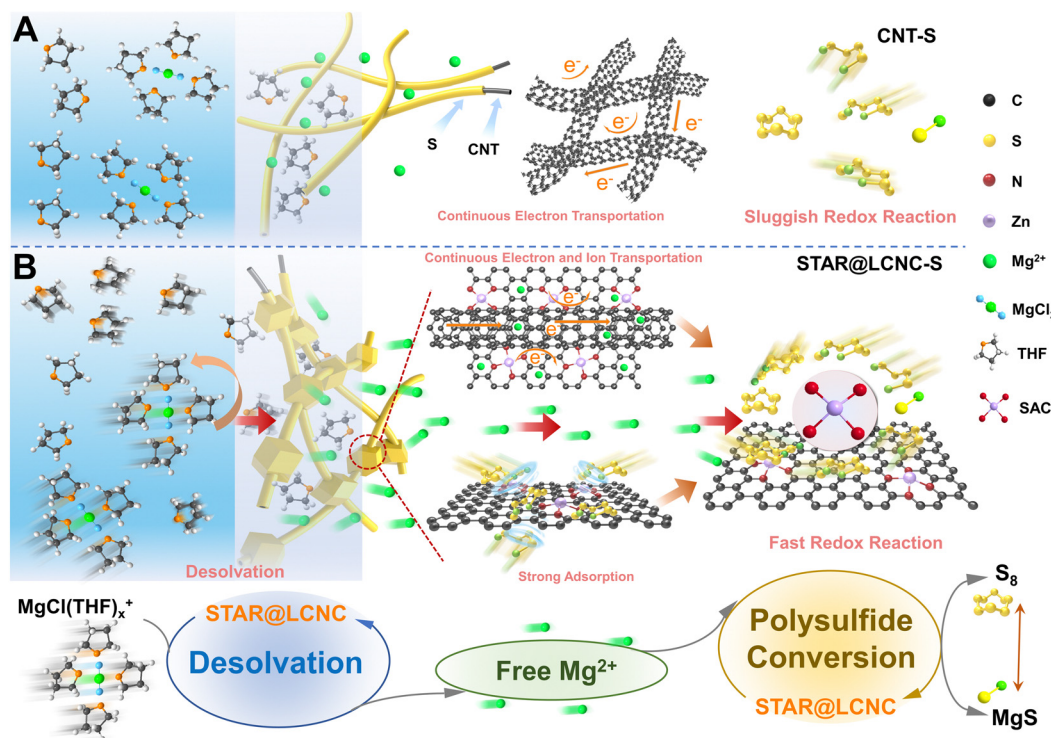 A
CNT-S
e⁻
e⁻
e⁻
e⁻
S
CNT
Continuous Electron Transportation
Sluggish Redox Reaction
C
S
N
Zn
Mg²⁺
MgCl
THF
SAC
B
Continuous Electron and Ion Transportation
STAR@LCNC-S
e⁻
e⁻
e⁻
Desolvation
Strong Adsorption
Fast Redox Reaction
MgCl(THF)ₓ⁺
STAR@LCNC
Desolvation
Free Mg²⁺
Polysulfide
Conversion
STAR@LCNC
S₈
MgS